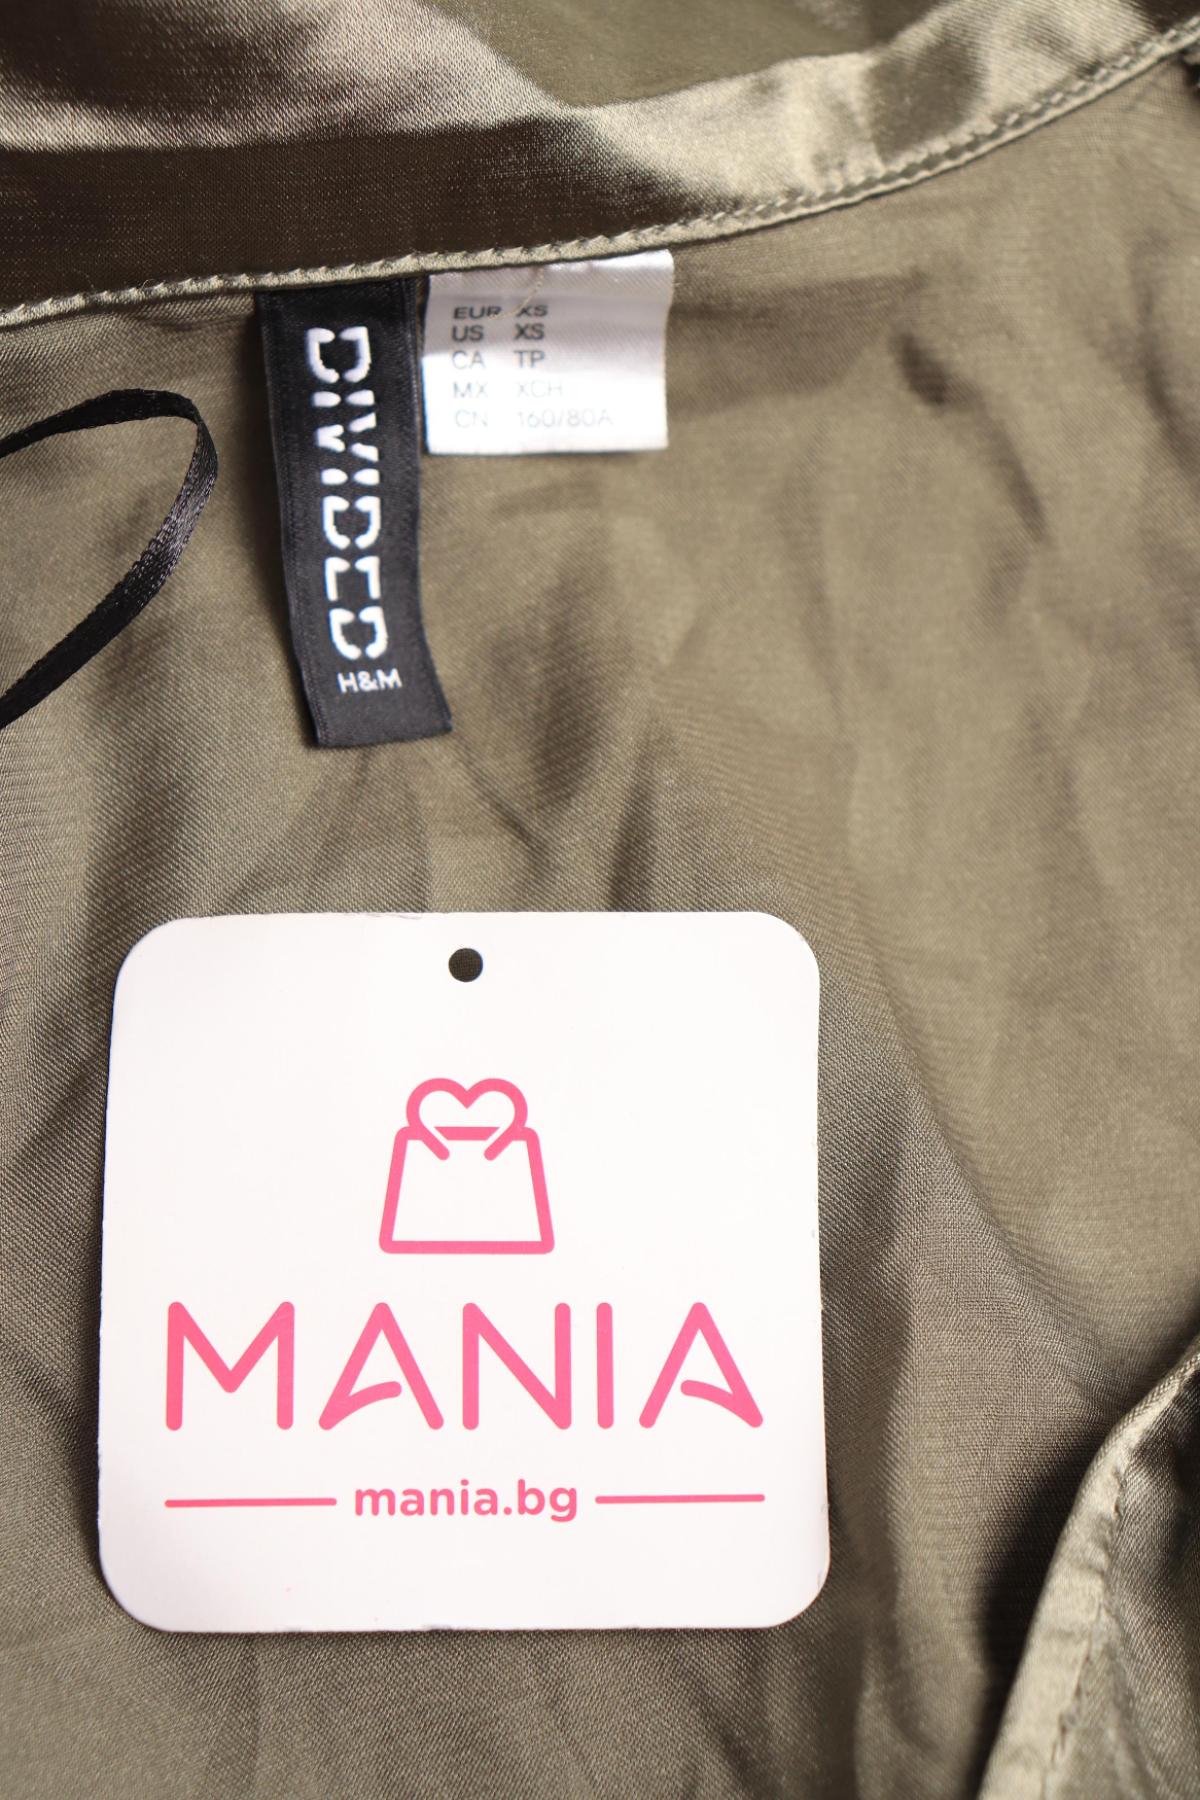 DIVIDED
H&M
EUR XS
US XS
CA TP
MX XCH
CN 160/80A
MANIA
mania.bg